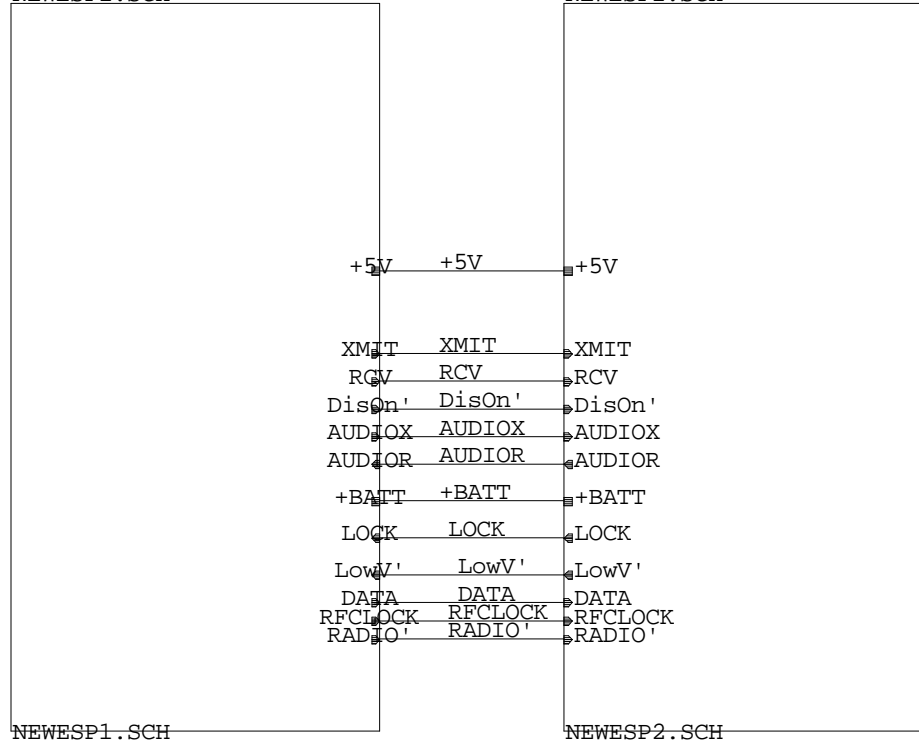 +5V +5V +5V
XMIT XMIT XMIT
RCV RCV RCV
DisOn' DisOn' DisOn'
AUDIOX AUDIOX AUDIOX
AUDIOR AUDIOR AUDIOR
+BATT +BATT +BATT
LOCK LOCK LOCK
LowV' LowV' LowV'
DATA DATA DATA
RFCLOCK RFCLOCK RFCLOCK
RADIO' RADIO' RADIO'
NEWESP1.SCH NEWESP2.SCH